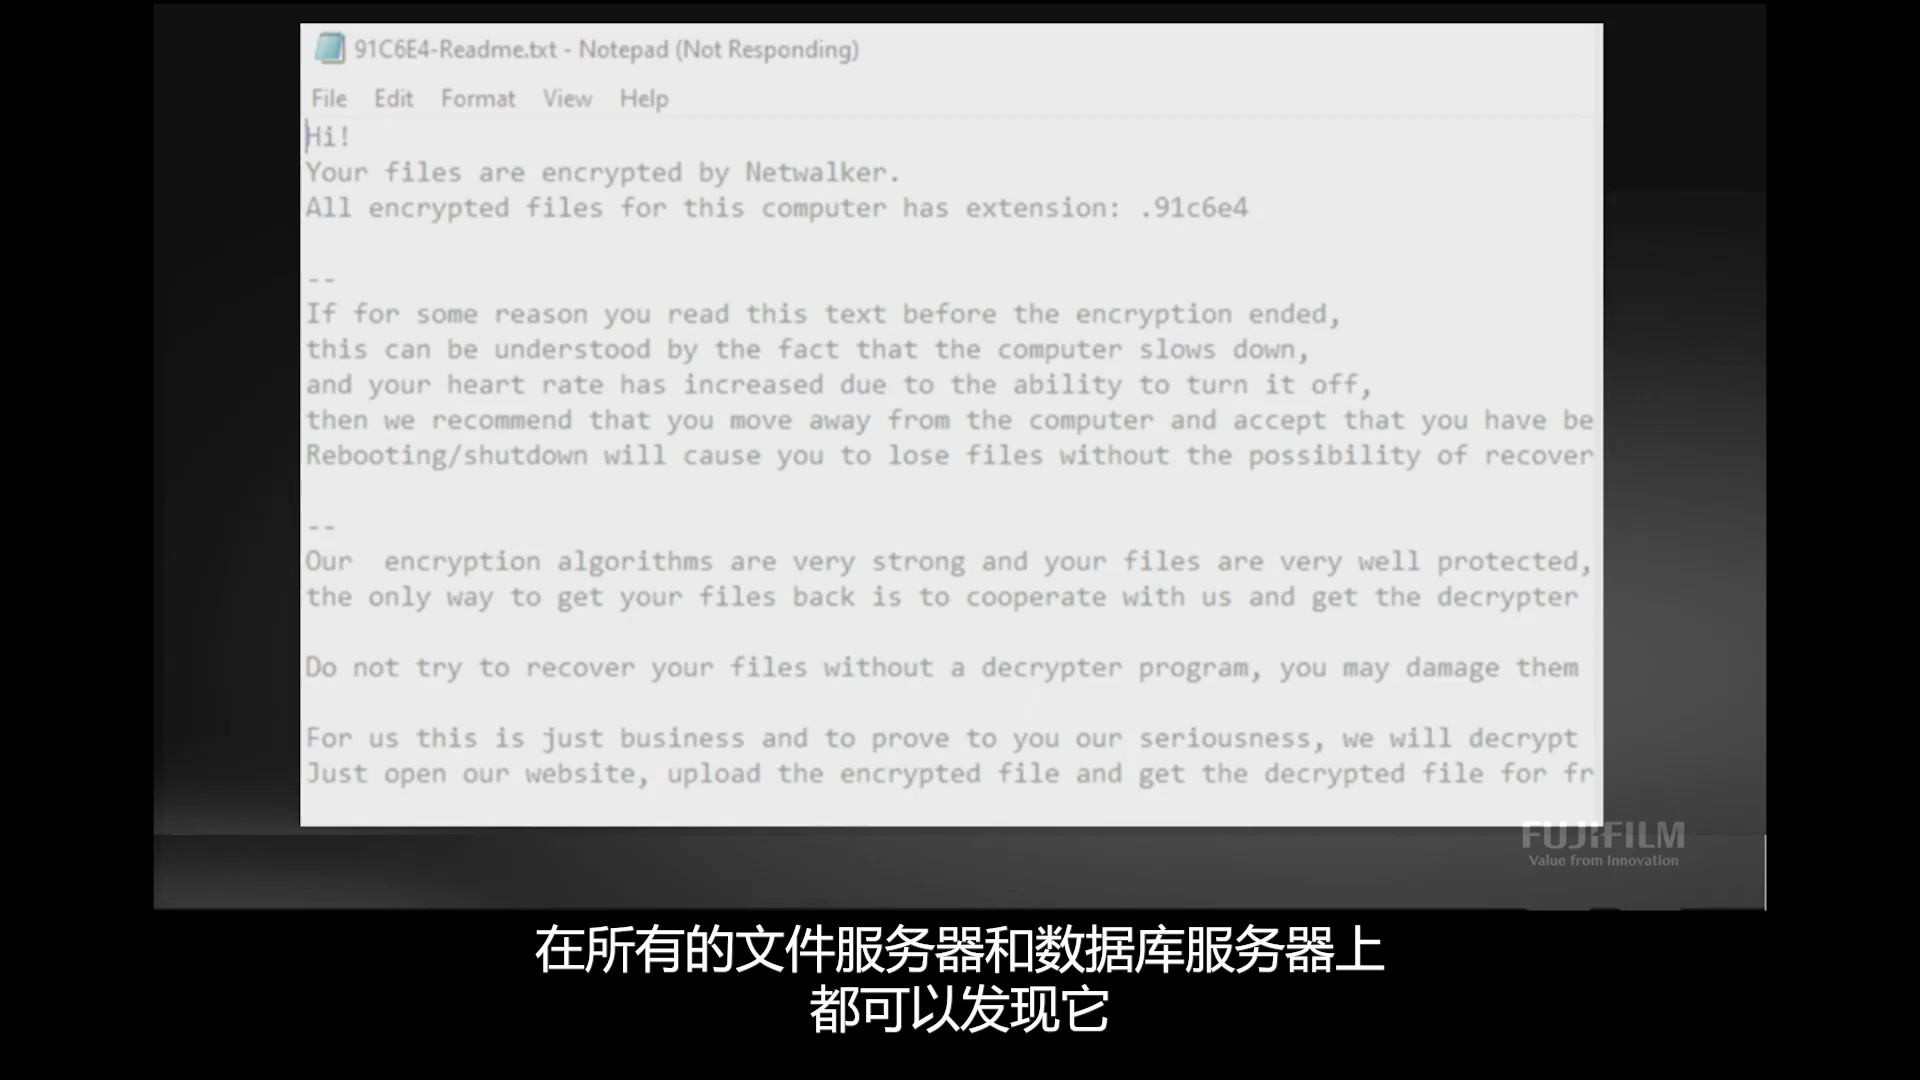 91C6E4-Readme.txt - Notepad (Not Responding)
File Edit Format View Help
Hi!
Your files are encrypted by Netwalker.
All encrypted files for this computer has extension: .91c6e4
--
If for some reason you read this text before the encryption ended,
this can be understood by the fact that the computer slows down,
and your heart rate has increased due to the ability to turn it off,
then we recommend that you move away from the computer and accept that you have be
Rebooting/shutdown will cause you to lose files without the possibility of recover
--
Our  encryption algorithms are very strong and your files are very well protected,
the only way to get your files back is to cooperate with us and get the decrypter
Do not try to recover your files without a decrypter program, you may damage them
For us this is just business and to prove to you our seriousness, we will decrypt
Just open our website, upload the encrypted file and get the decrypted file for fr
FUJIFILM
Value from Innovation
在所有的文件服务器和数据库服务器上
都可以发现它